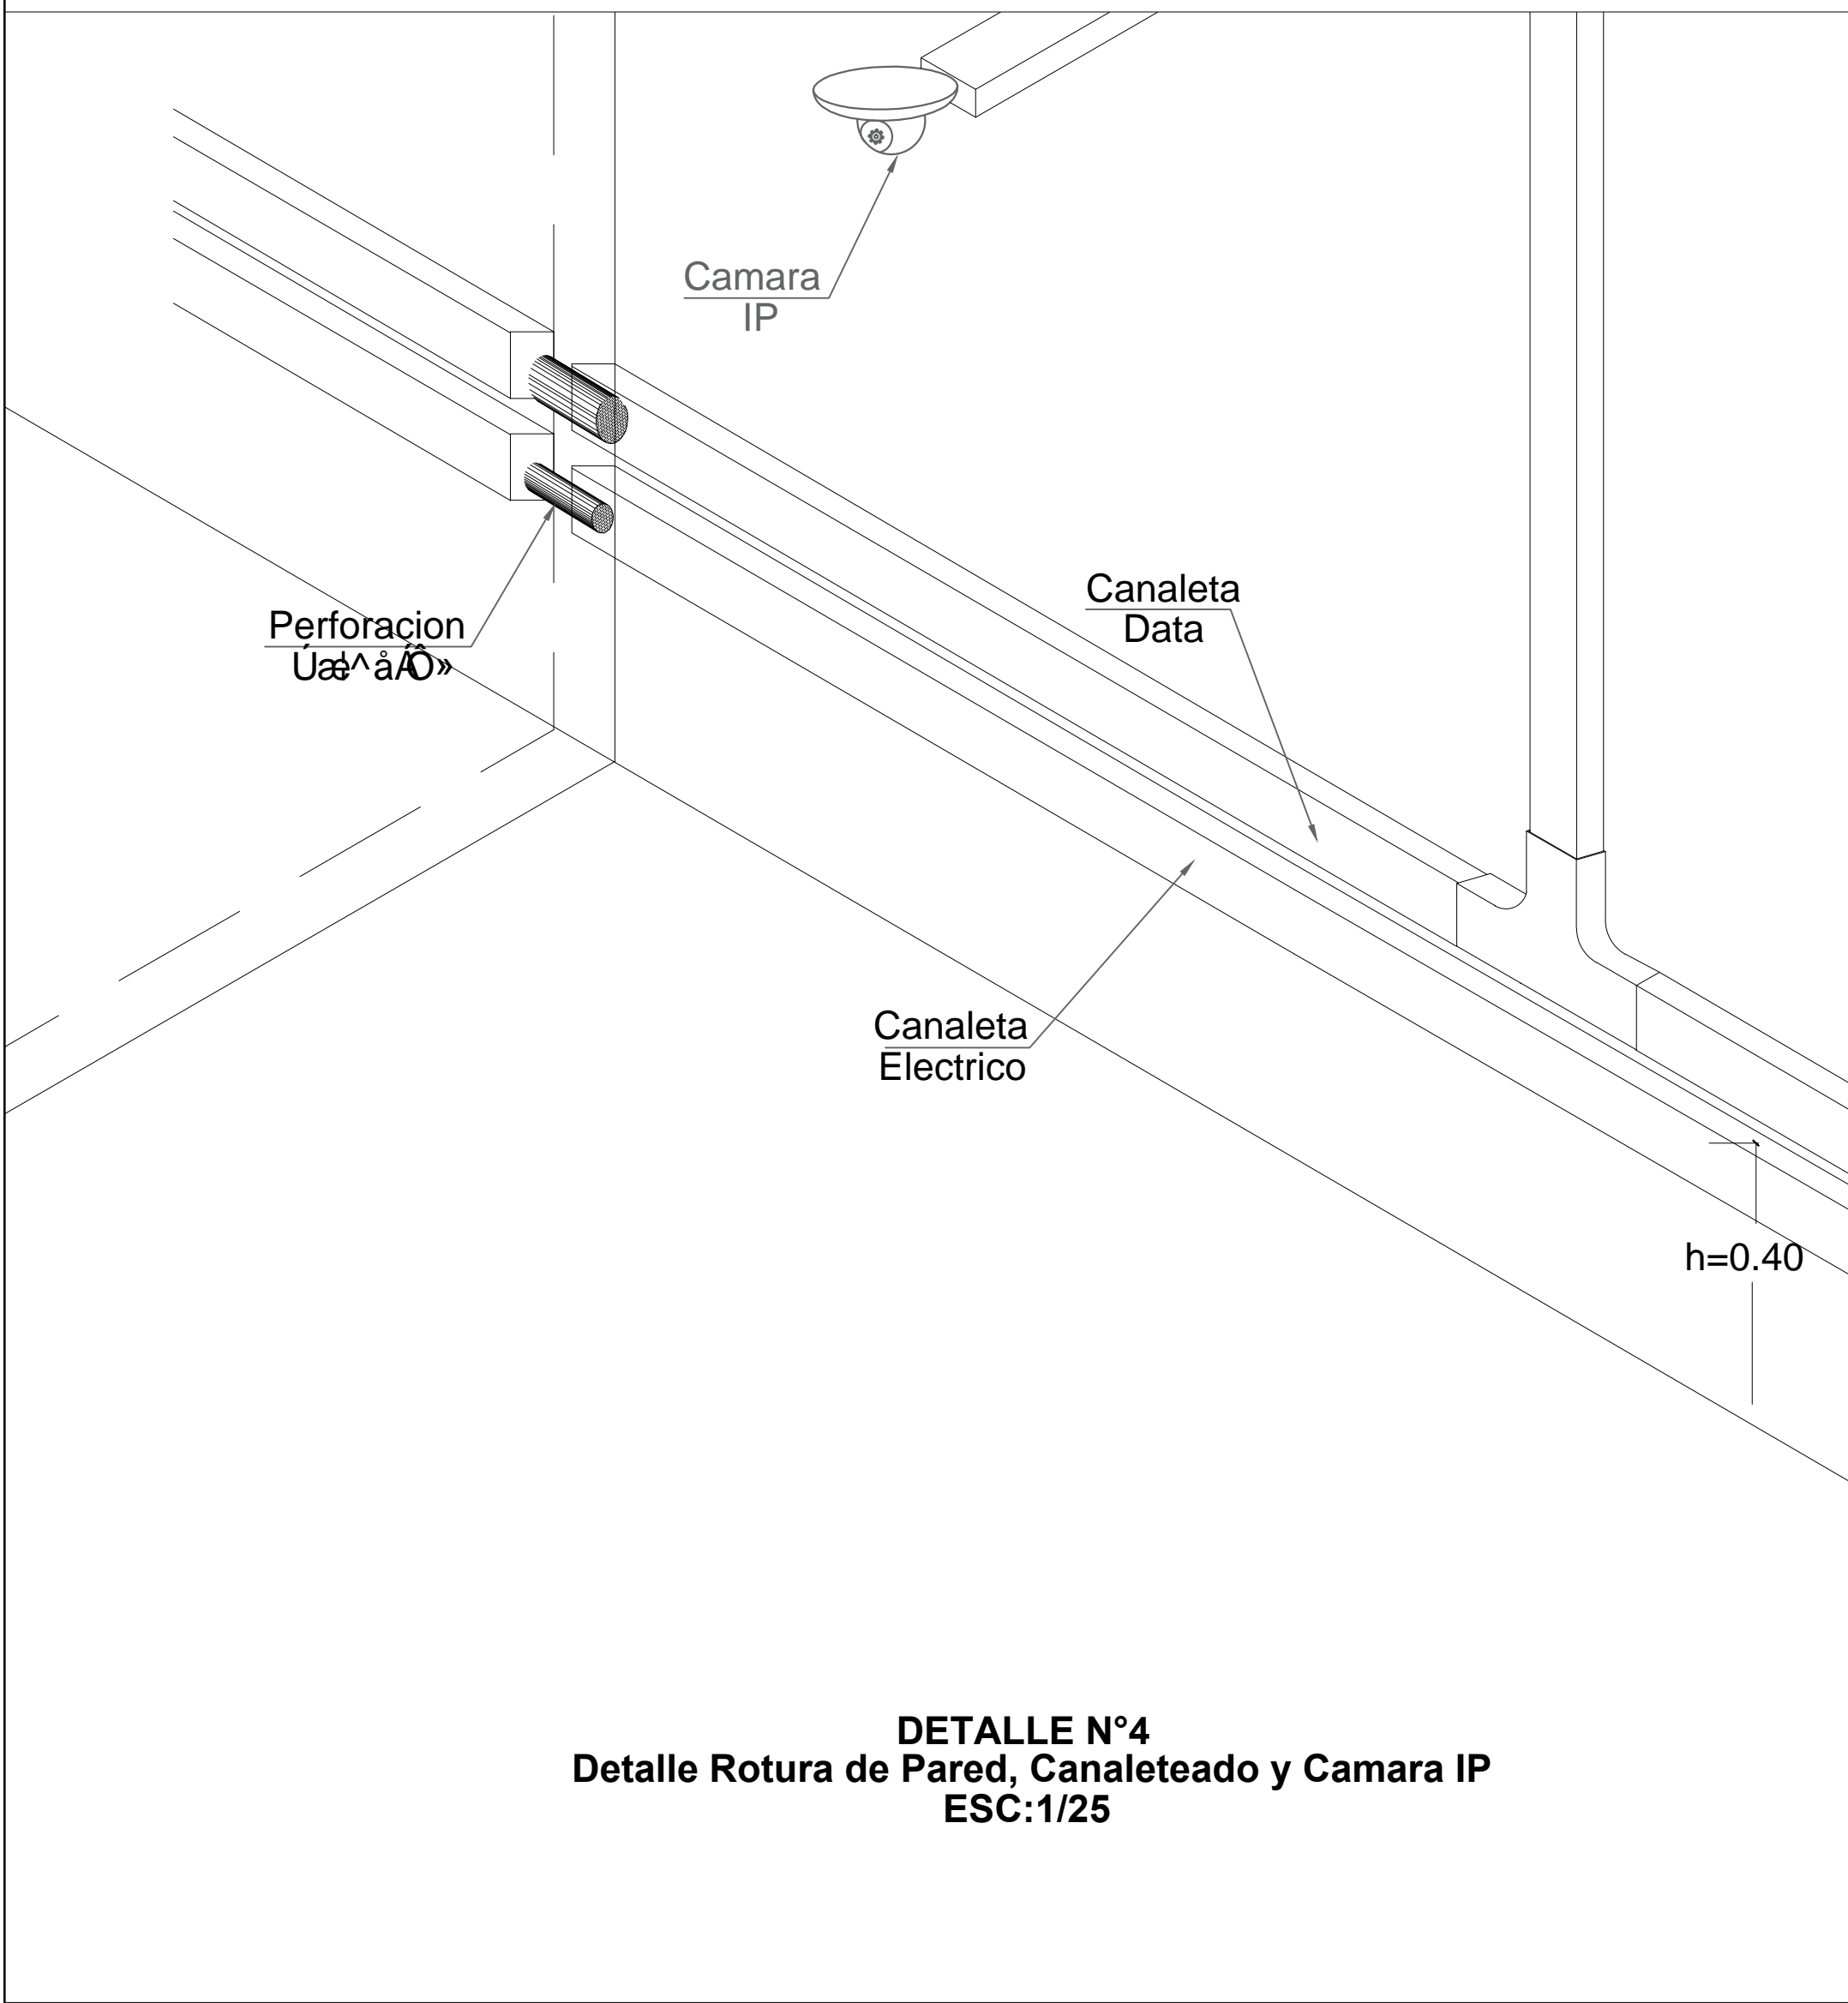 Camara
IP
Canaleta
Data
Perforacion
Canaleta
Electrico
h=0.40
DETALLE N°4
Detalle Rotura de Pared, Canaleteado y Camara IP
ESC:1/25